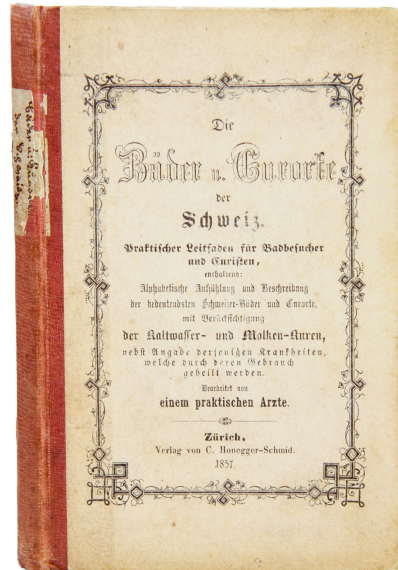 Die
Bäder u. Curorte
der
Schweiz.
Praktischer Leitfaden für Badbesucher
und Curisten,
enthaltend:
Alphabetische Aufzählung und Beschreibung
der bedeutendsten Schweizer-Bäder und Curorte,
mit Berücksichtigung
der Kaltwasser- und Molken-Kuren,
nebst Angabe derjenigen Krankheiten,
welche durch deren Gebrauch
geheilt werden.
Bearbeitet von
einem praktischen Arzte.
Zürich,
Verlag von C. Honegger-Schmid.
1857.